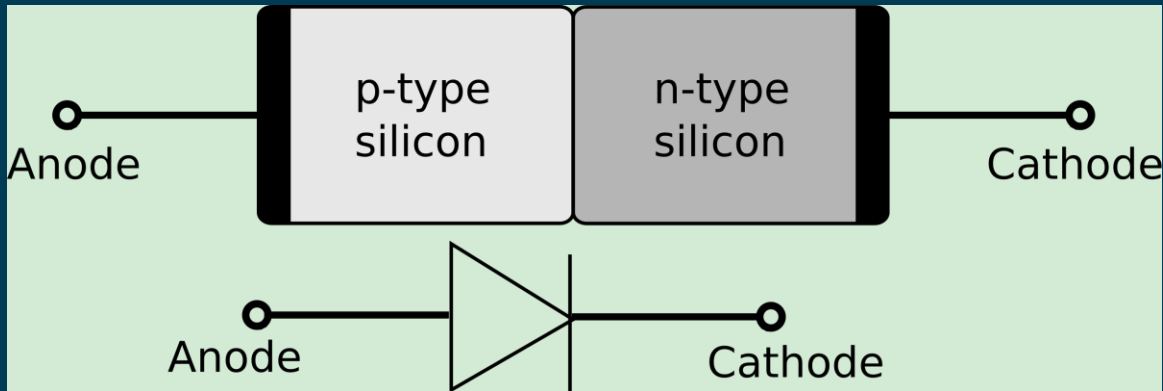 p-type
silicon
n-type
silicon
Anode
Cathode
Anode
Cathode